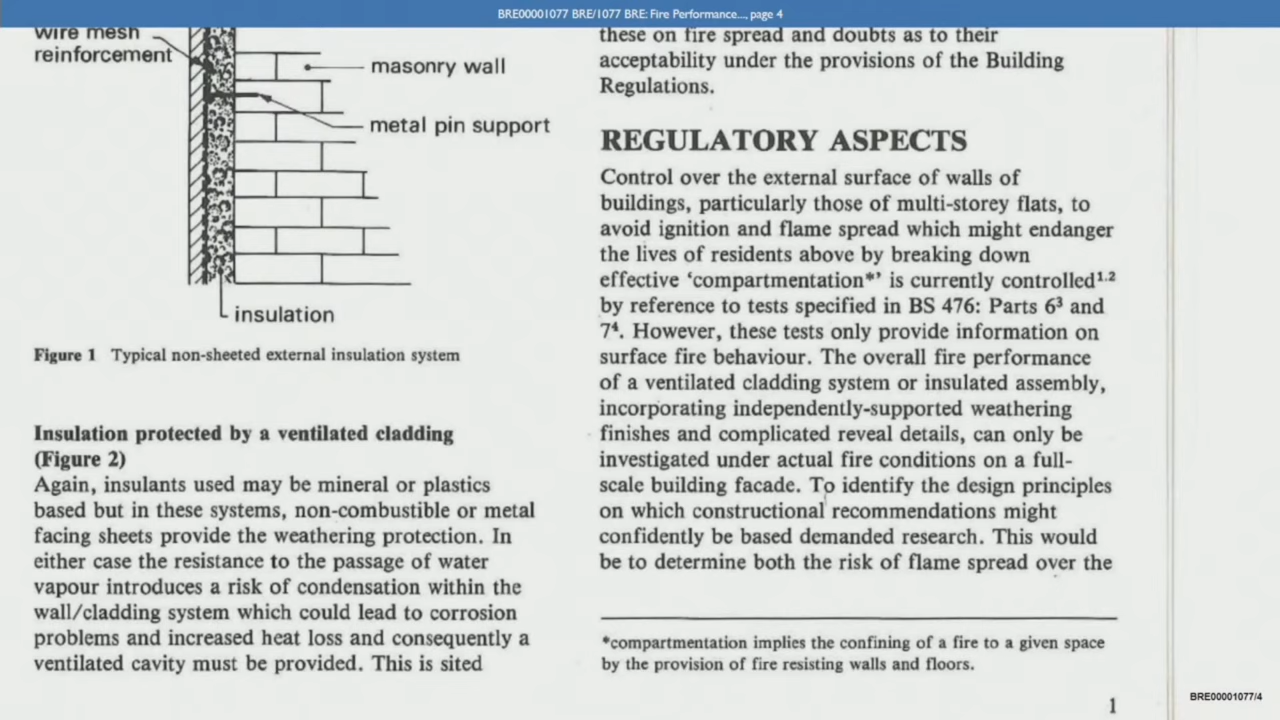 BRE00001077 BRE/1077 BRE: Fire Performance..., page 4
wire mesh
reinforcement
masonry wall
metal pin support
insulation
Figure 1 Typical non-sheeted external insulation system
Insulation protected by a ventilated cladding
(Figure 2)
Again, insulants used may be mineral or plastics
based but in these systems, non-combustible or metal
facing sheets provide the weathering protection. In
either case the resistance to the passage of water
vapour introduces a risk of condensation within the
wall/cladding system which could lead to corrosion
problems and increased heat loss and consequently a
ventilated cavity must be provided. This is sited
these on fire spread and doubts as to their
acceptability under the provisions of the Building
Regulations.
REGULATORY ASPECTS
Control over the external surface of walls of
buildings, particularly those of multi-storey flats, to
avoid ignition and flame spread which might endanger
the lives of residents above by breaking down
effective ‘compartmentation*’ is currently controlled¹·²
by reference to tests specified in BS 476: Parts 6³ and
7⁴. However, these tests only provide information on
surface fire behaviour. The overall fire performance
of a ventilated cladding system or insulated assembly,
incorporating independently-supported weathering
finishes and complicated reveal details, can only be
investigated under actual fire conditions on a full-
scale building facade. To identify the design principles
on which constructional recommendations might
confidently be based demanded research. This would
be to determine both the risk of flame spread over the
*compartmentation implies the confining of a fire to a given space
by the provision of fire resisting walls and floors.
1
BRE00001077/4